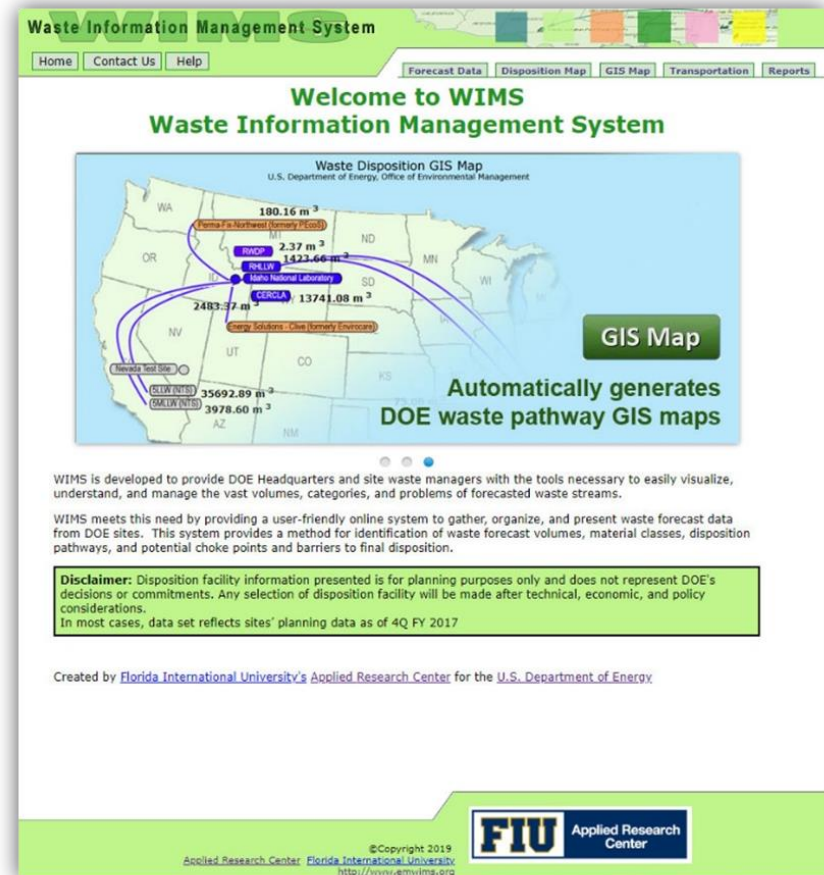 Waste Information Management System
Home Contact Us Help
Forecast Data Disposition Map GIS Map Transportation Reports
Welcome to WIMS
Waste Information Management System
Waste Disposition GIS Map
U.S. Department of Energy, Office of Environmental Management
WA
180.16 m 3
Perma-Fix-Northwest (formerly PEcoS)
MT
ND
OR
RWDP 2.37 m 3
MN
RHLLW 1423.66 m 3
ID
Idaho National Laboratory
SD
WI
CERCLA 13741.08 m 3
2483.37 m 3
Energy Solutions - Clive (formerly Envirocare)
NV
UT
CO
GIS Map
Nevada Test Site
KS
SLLW (NTS) 35692.89 m 3
SMLLW (NTS) 3978.60 m 3
AZ
NM
Automatically generates
DOE waste pathway GIS maps
WIMS is developed to provide DOE Headquarters and site waste managers with the tools necessary to easily visualize,
understand, and manage the vast volumes, categories, and problems of forecasted waste streams.
WIMS meets this need by providing a user-friendly online system to gather, organize, and present waste forecast data
from DOE sites. This system provides a method for identification of waste forecast volumes, material classes, disposition
pathways, and potential choke points and barriers to final disposition.
Disclaimer: Disposition facility information presented is for planning purposes only and does not represent DOE's
decisions or commitments. Any selection of disposition facility will be made after technical, economic, and policy
considerations.
In most cases, data set reflects sites' planning data as of 4Q FY 2017
Created by Florida International University's Applied Research Center for the U.S. Department of Energy
©Copyright 2019
Applied Research Center Florida International University
http://www.emwims.org
FIU Applied Research
Center